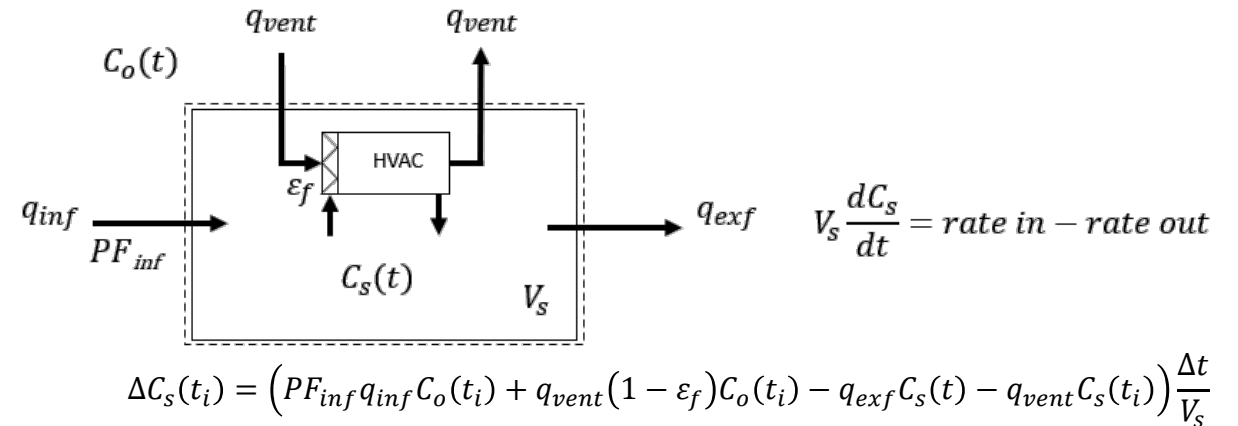 q_vent q_vent
C_o(t)
HVAC
ε_f
q_inf
PF_inf
q_exf
V_s dC_s/dt = rate in − rate out
C_s(t)
V_s
ΔC_s(t_i) = (PF_inf q_inf C_o(t_i) + q_vent(1 − ε_f)C_o(t_i) − q_exf C_s(t) − q_vent C_s(t_i)) Δt/V_s